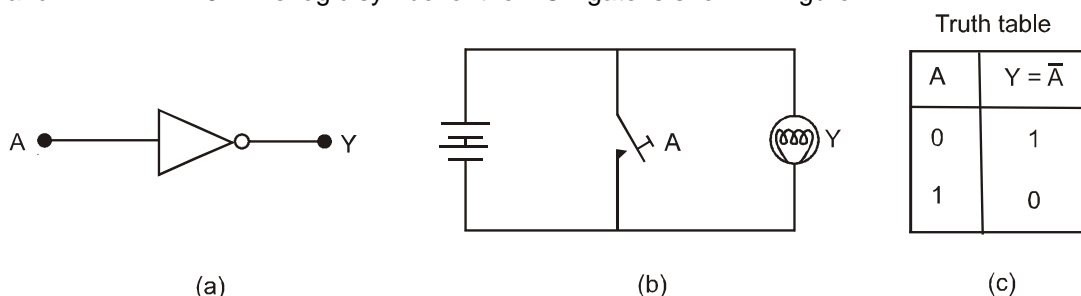 Truth table
A Y = A̅
A Y A Y 0 1
1 0
(a) (b) (c)